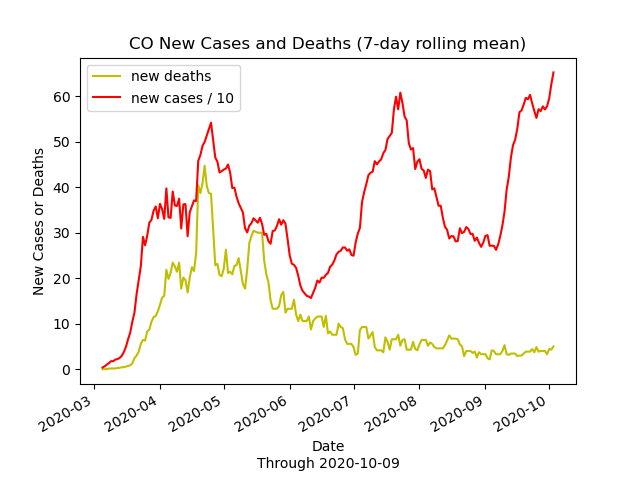 CO New Cases and Deaths (7-day rolling mean)
new deaths
new cases / 10
60
50
40
30
20
10
0
New Cases or Deaths
2020-03
2020-04
2020-05
2020-06
2020-07
2020-08
2020-09
2020-10
Date
Through 2020-10-09